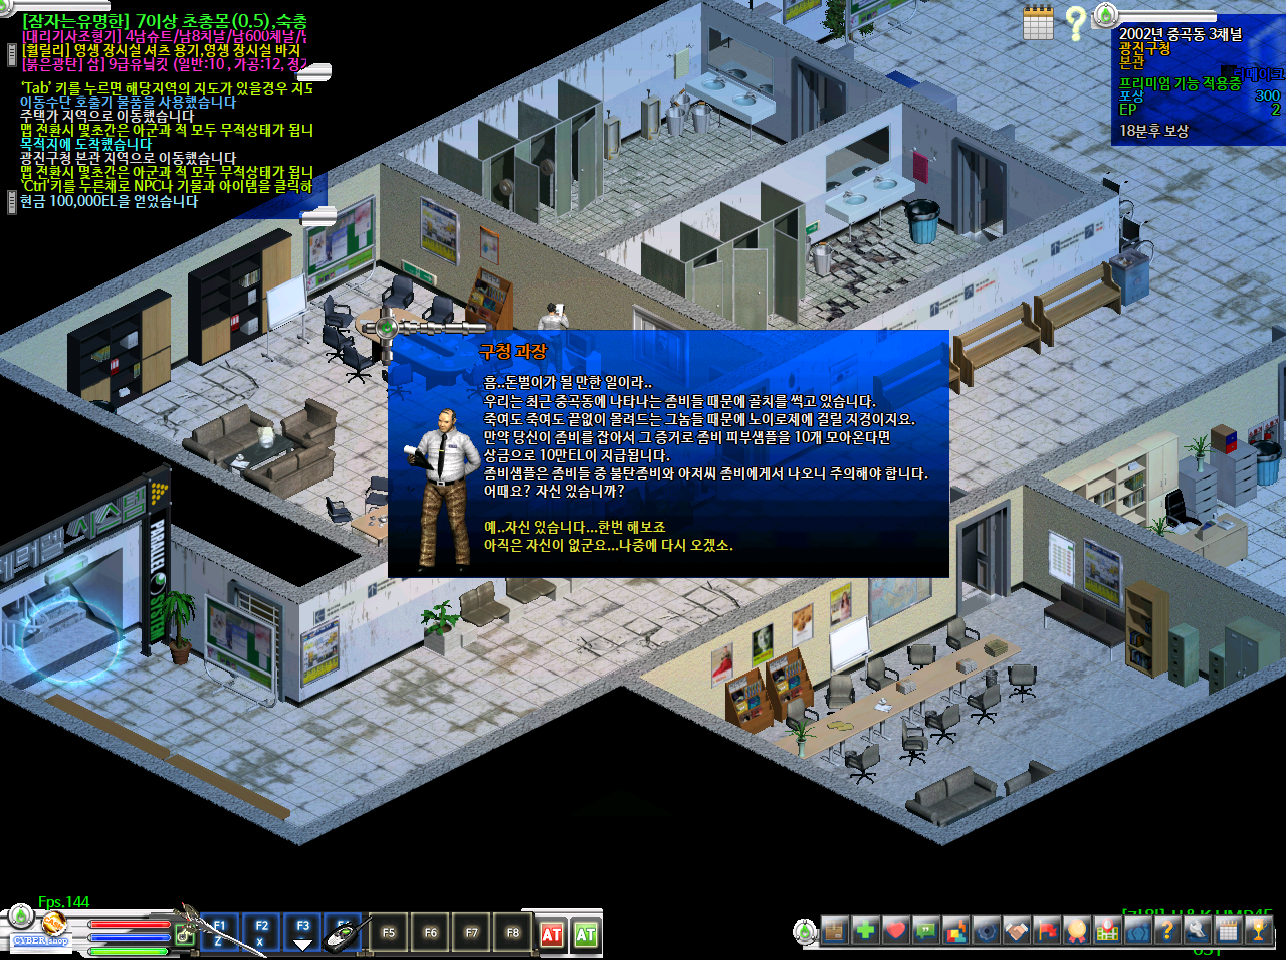 [잠자는유명한] 7이상 초총몸(0.5),숙총
[대리기사조형기] 4남슈트/남8지날/남600체날/
[훨릴리] 영생 장시실 셔츠 용기,영생 장시실 바지
[붉은광탄] 삼] 9급유닠킷 (일반:10 , 가공:12, 정
'Tab' 키를 누르면 해당지역의 지도가 있을경우 지도
이동수단 호출기 물품을 사용했습니다
주택가 지역으로 이동했습니다
맵 전환시 몇초간은 아군과 적 모두 무적상태가 됩니
목적지에 도착했습니다
광진구청 본관 지역으로 이동했습니다
맵 전환시 몇초간은 아군과 적 모두 무적상태가 됩니
'Ctrl'키를 누른채로 NPC나 기물과 아이템을 클릭하
현금 100,000EL을 얻었습니다
2002년 중곡동 3채널
광진구청
본관
프리미엄 기능 적용중
포상 300
EP 2
18분후 보상
구청 과장
흠..돈벌이가 될 만한 일이라..
우리는 최근 중곡동에 나타나는 좀비들 때문에 골치를 썩고 있습니다.
죽여도 죽여도 끝없이 몰려드는 그놈들 때문에 노이로제에 걸릴 지경이지요.
만약 당신이 좀비를 잡아서 그 증거로 좀비 피부샘플을 10개 모아온다면
상금으로 10만EL이 지급됩니다.
좀비샘플은 좀비들 중 불탄좀비와 아저씨 좀비에게서 나오니 주의해야 합니다.
어때요? 자신 있습니까?
예..자신 있습니다...한번 해보죠
아직은 자신이 없군요...나중에 다시 오겠소.
시스템
PARALLEL
Fps.144
CYBER shop
F1 F2 F3 F4 F5 F6 F7 F8
Z X
AT AT